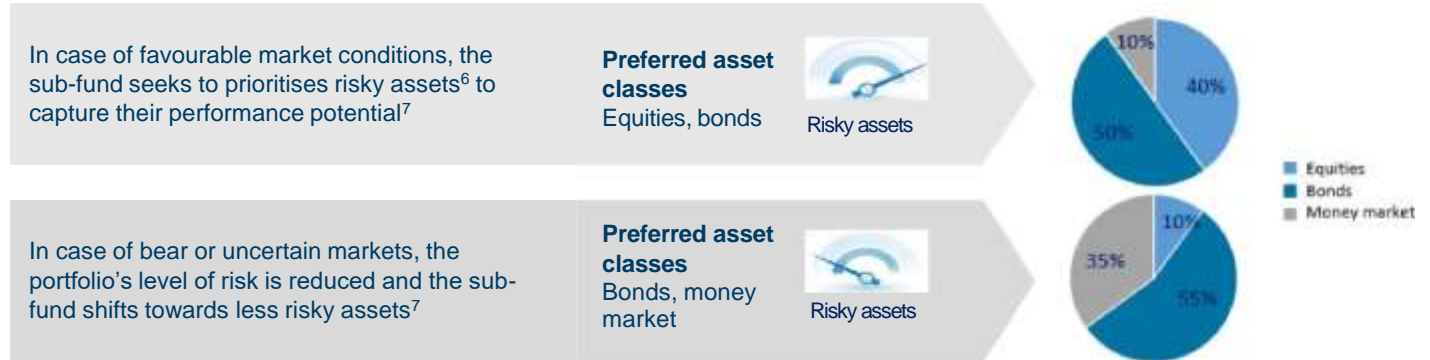 In case of favourable market conditions, the
sub-fund seeks to prioritises risky assets⁶ to
capture their performance potential⁷
Preferred asset
classes
Equities, bonds
Risky assets
10%
40%
50%
Equities
Bonds
Money market
In case of bear or uncertain markets, the
portfolio's level of risk is reduced and the sub-
fund shifts towards less risky assets⁷
Preferred asset
classes
Bonds, money
market
Risky assets
10%
35%
55%